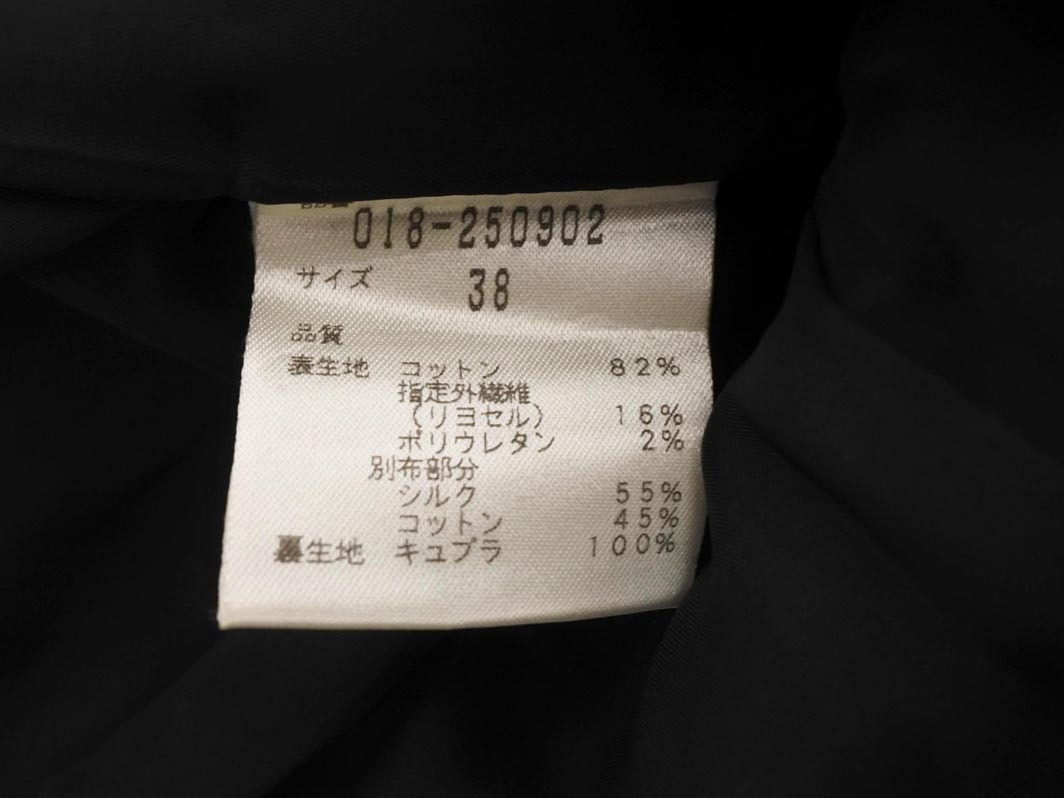 018-250902
サイズ 38
品質
表生地 コットン 82%
指定外繊維
(リヨセル) 16%
ポリウレタン 2%
別布部分
シルク 55%
コットン 45%
裏生地 キュプラ 100%